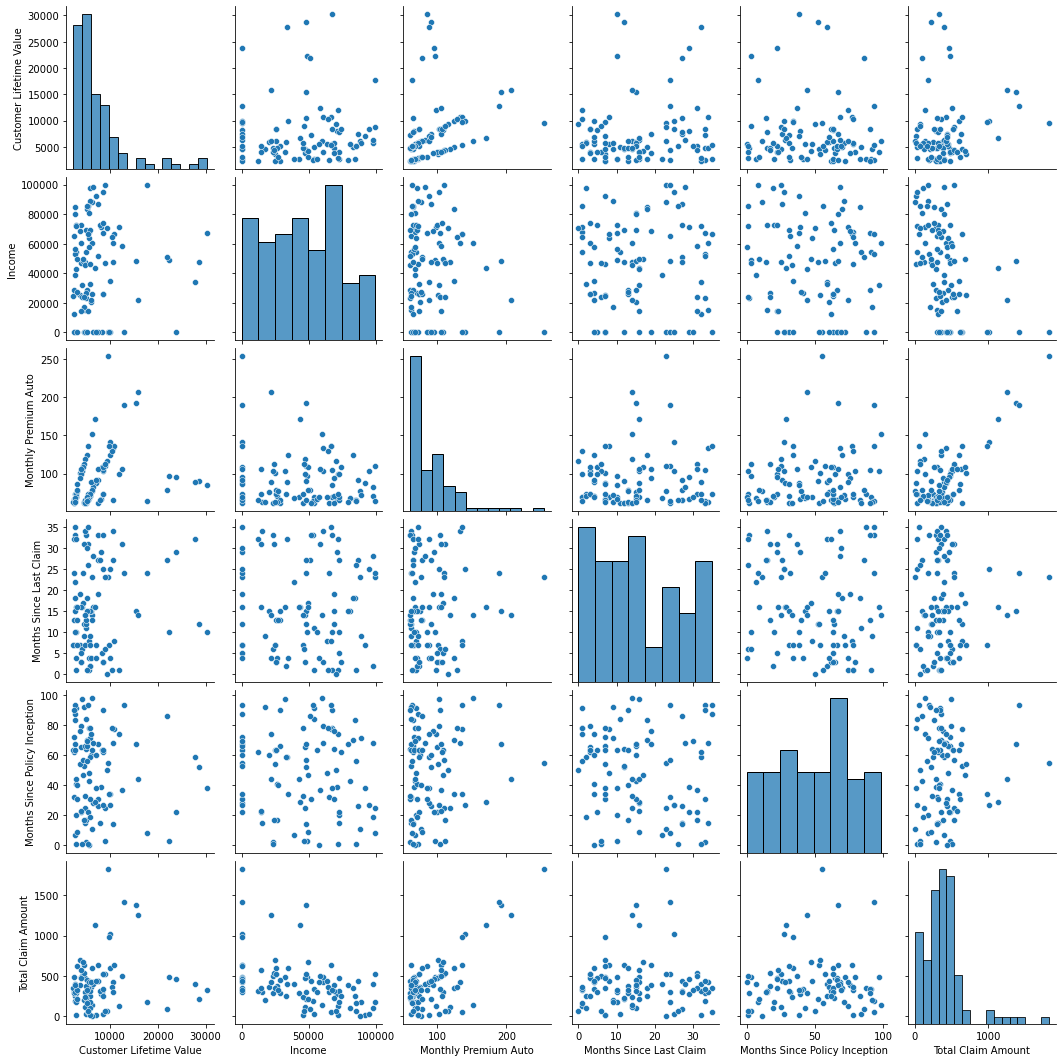 Customer Lifetime Value
30000
25000
20000
15000
10000
5000
Income
100000
80000
60000
40000
20000
0
Monthly Premium Auto
250
200
150
100
Months Since Last Claim
35
30
25
20
15
10
5
0
Months Since Policy Inception
100
80
60
40
20
0
Total Claim Amount
1500
1000
500
0
10000 20000 30000
0 50000 100000
100 200
0 10 20 30
0 50 100
0 1000
Customer Lifetime Value
Income
Monthly Premium Auto
Months Since Last Claim
Months Since Policy Inception
Total Claim Amount